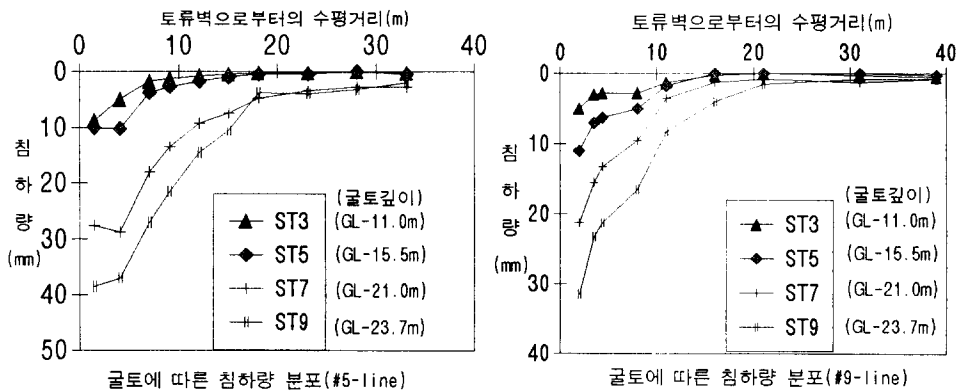 토류벽으로부터의 수평거리(m)
0 10 20 30 40
0
10
20
30
40
50
침하량(mm)
(굴토깊이)
ST3 (GL-11.0m)
ST5 (GL-15.5m)
ST7 (GL-21.0m)
ST9 (GL-23.7m)
굴토에 따른 침하량 분포(#5-line)
토류벽으로부터의 수평거리(m)
0 10 20 30 40
0
10
20
30
40
침하량(mm)
(굴토깊이)
ST3 (GL-11.0m)
ST5 (GL-15.5m)
ST7 (GL-21.0m)
ST9 (GL-23.7m)
굴토에 따른 침하량 분포(#9-line)